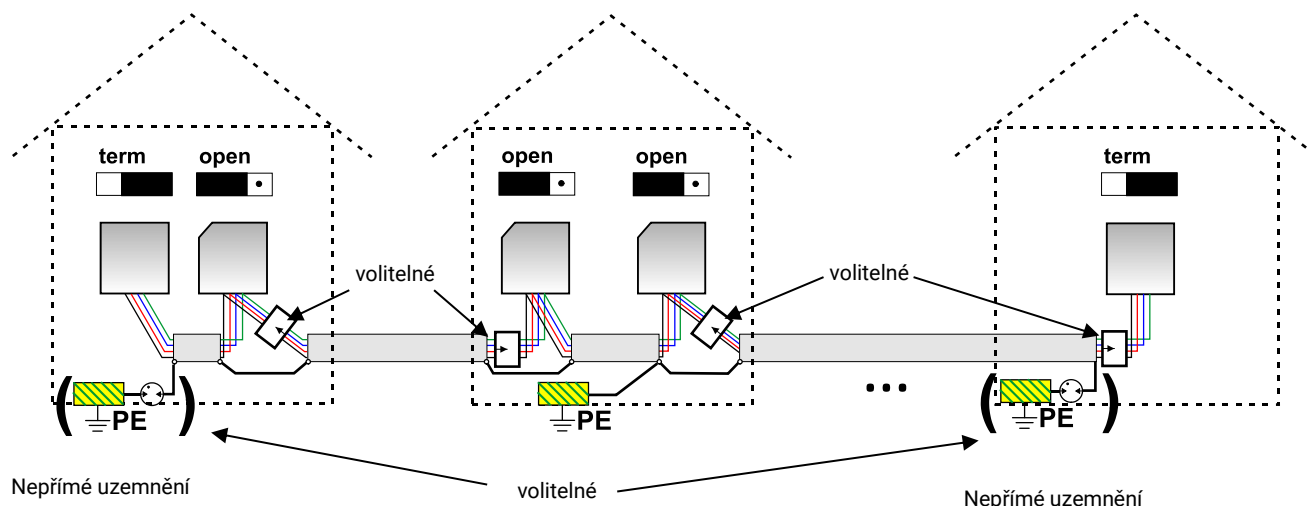 term open
open open
term
volitelné
volitelné
PE
PE
PE
Nepřímé uzemnění
volitelné
Nepřímé uzemnění